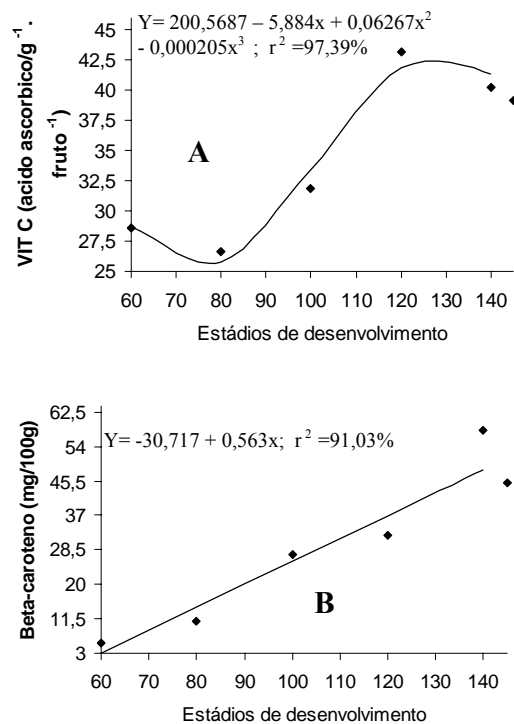 Y= 200,5687 – 5,884x + 0,06267x²
- 0,000205x³ ; r² =97,39%
45
42,5
40
37,5
35
32,5
30
27,5
25
A
VIT C (acido ascorbico/g⁻¹ .
fruto ⁻¹)
60 70 80 90 100 110 120 130 140
Estádios de desenvolvimento
62,5
54
45,5
37
28,5
20
11,5
3
Y= -30,717 + 0,563x; r² =91,03%
B
Beta-caroteno (mg/100g)
60 70 80 90 100 110 120 130 140
Estádios de desenvolvimento